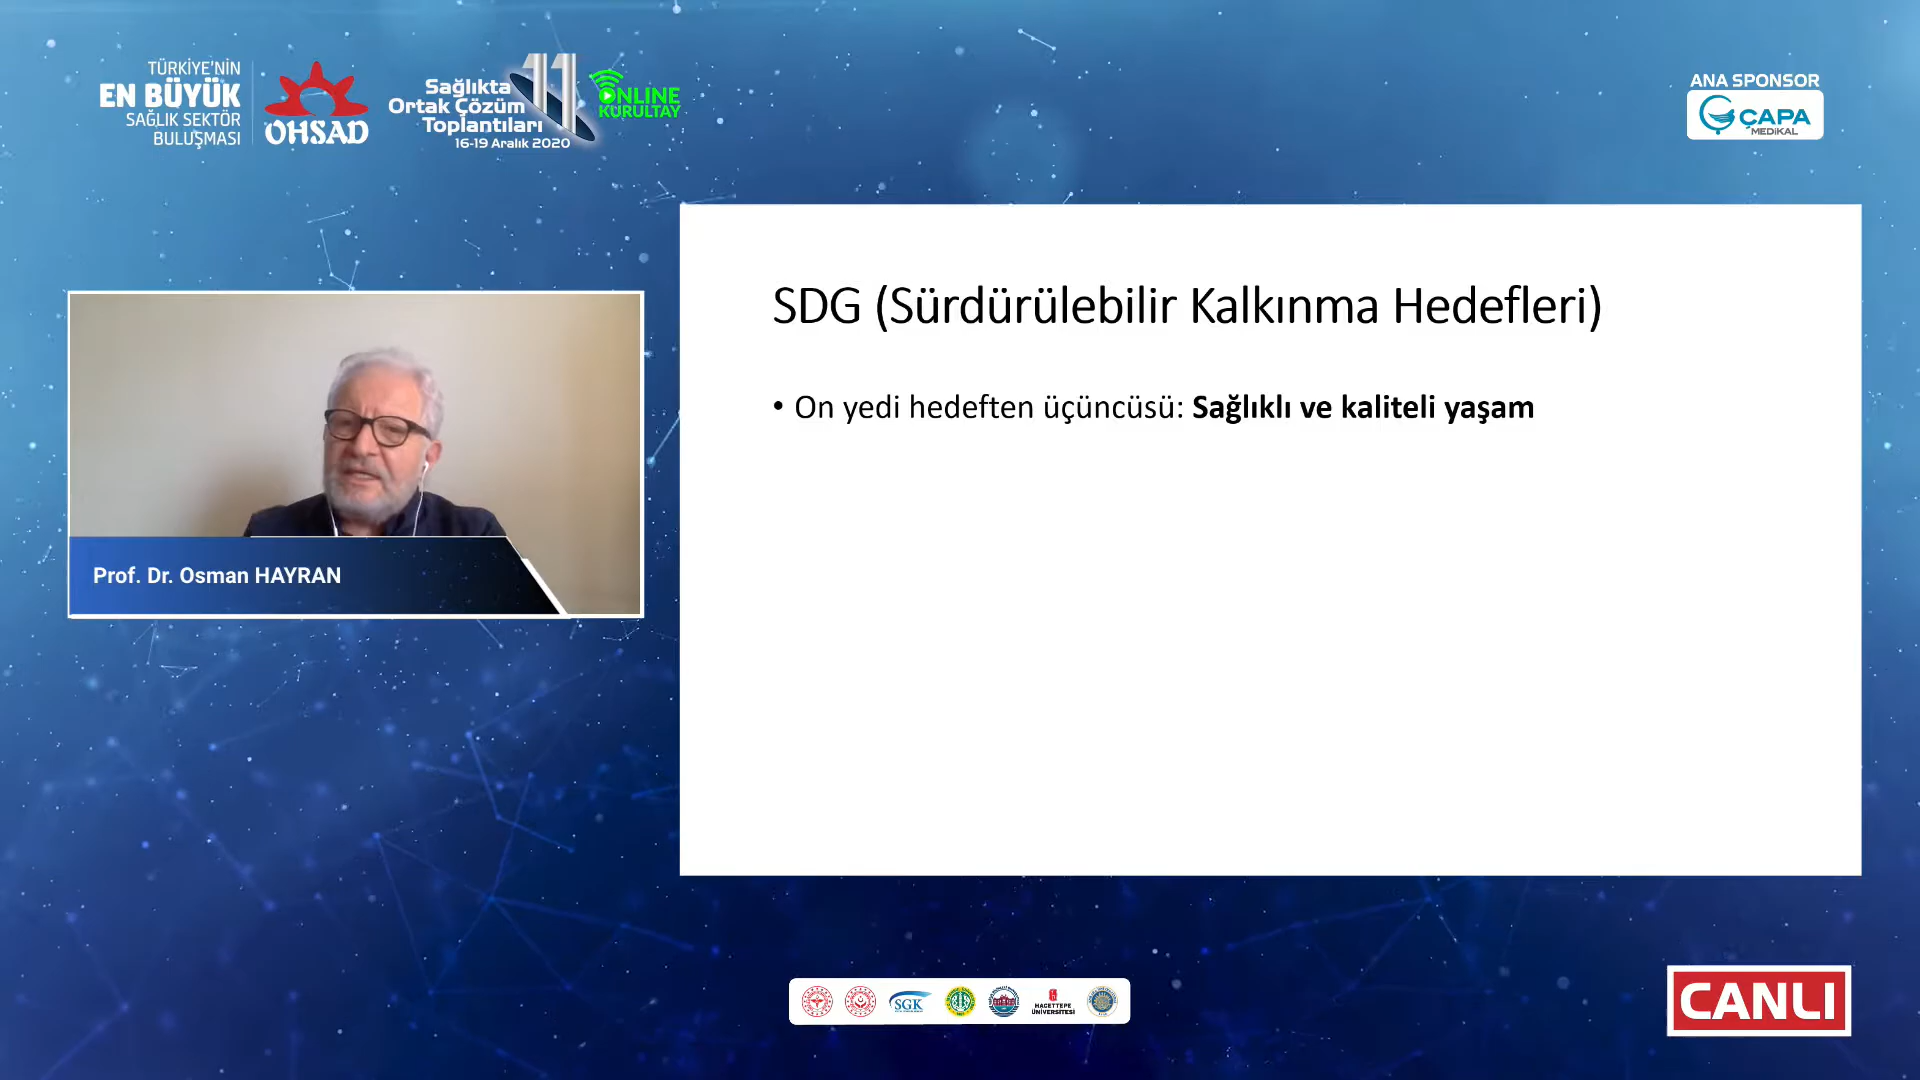 TÜRKİYE'NİN
EN BÜYÜK
SAĞLIK SEKTÖR
BULUŞMASI
OHSAD
Sağlıkta
Ortak Çözüm
Toplantıları
11
16-19 Aralık 2020
ONLINE
KURULTAY
ANA SPONSOR
ÇAPA
MEDİKAL
SDG (Sürdürülebilir Kalkınma Hedefleri)
• On yedi hedeften üçüncüsü: Sağlıklı ve kaliteli yaşam
Prof. Dr. Osman HAYRAN
SGK
HACETTEPE
ÜNİVERSİTESİ
CANLI